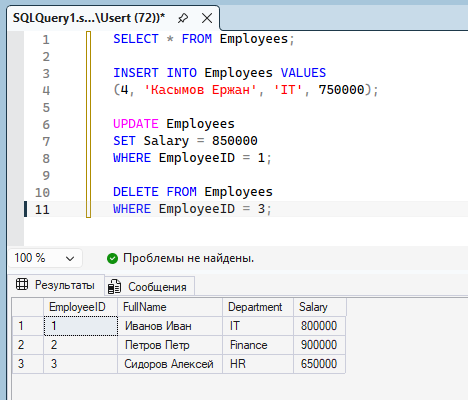 SQLQuery1.s...\Usert (72))*
1 SELECT * FROM Employees;
2
3 INSERT INTO Employees VALUES
4 (4, 'Касымов Ержан', 'IT', 750000);
5
6 UPDATE Employees
7 SET Salary = 850000
8 WHERE EmployeeID = 1;
9
10 DELETE FROM Employees
11 WHERE EmployeeID = 3;
100 % Проблемы не найдены.
Результаты Сообщения
EmployeeID FullName Department Salary
1 1 Иванов Иван IT 800000
2 2 Петров Петр Finance 900000
3 3 Сидоров Алексей HR 650000